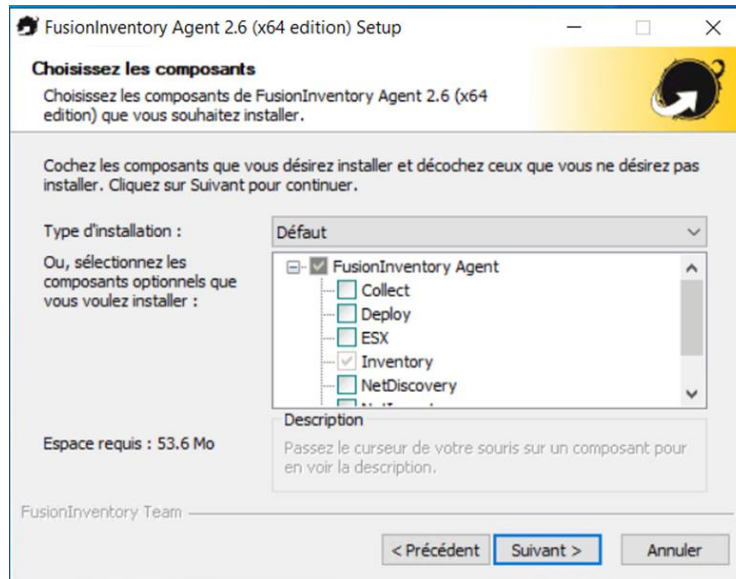 FusionInventory Agent 2.6 (x64 edition) Setup
Choisissez les composants
Choisissez les composants de FusionInventory Agent 2.6 (x64
edition) que vous souhaitez installer.
Cochez les composants que vous désirez installer et décochez ceux que vous ne désirez pas
installer. Cliquez sur Suivant pour continuer.
Type d'installation :
Défaut
Ou, sélectionnez les
composants optionnels que
vous voulez installer :
FusionInventory Agent
Collect
Deploy
ESX
Inventory
NetDiscovery
Espace requis : 53.6 Mo
Description
Passez le curseur de votre souris sur un composant pour
en voir la description.
FusionInventory Team
< Précédent
Suivant >
Annuler